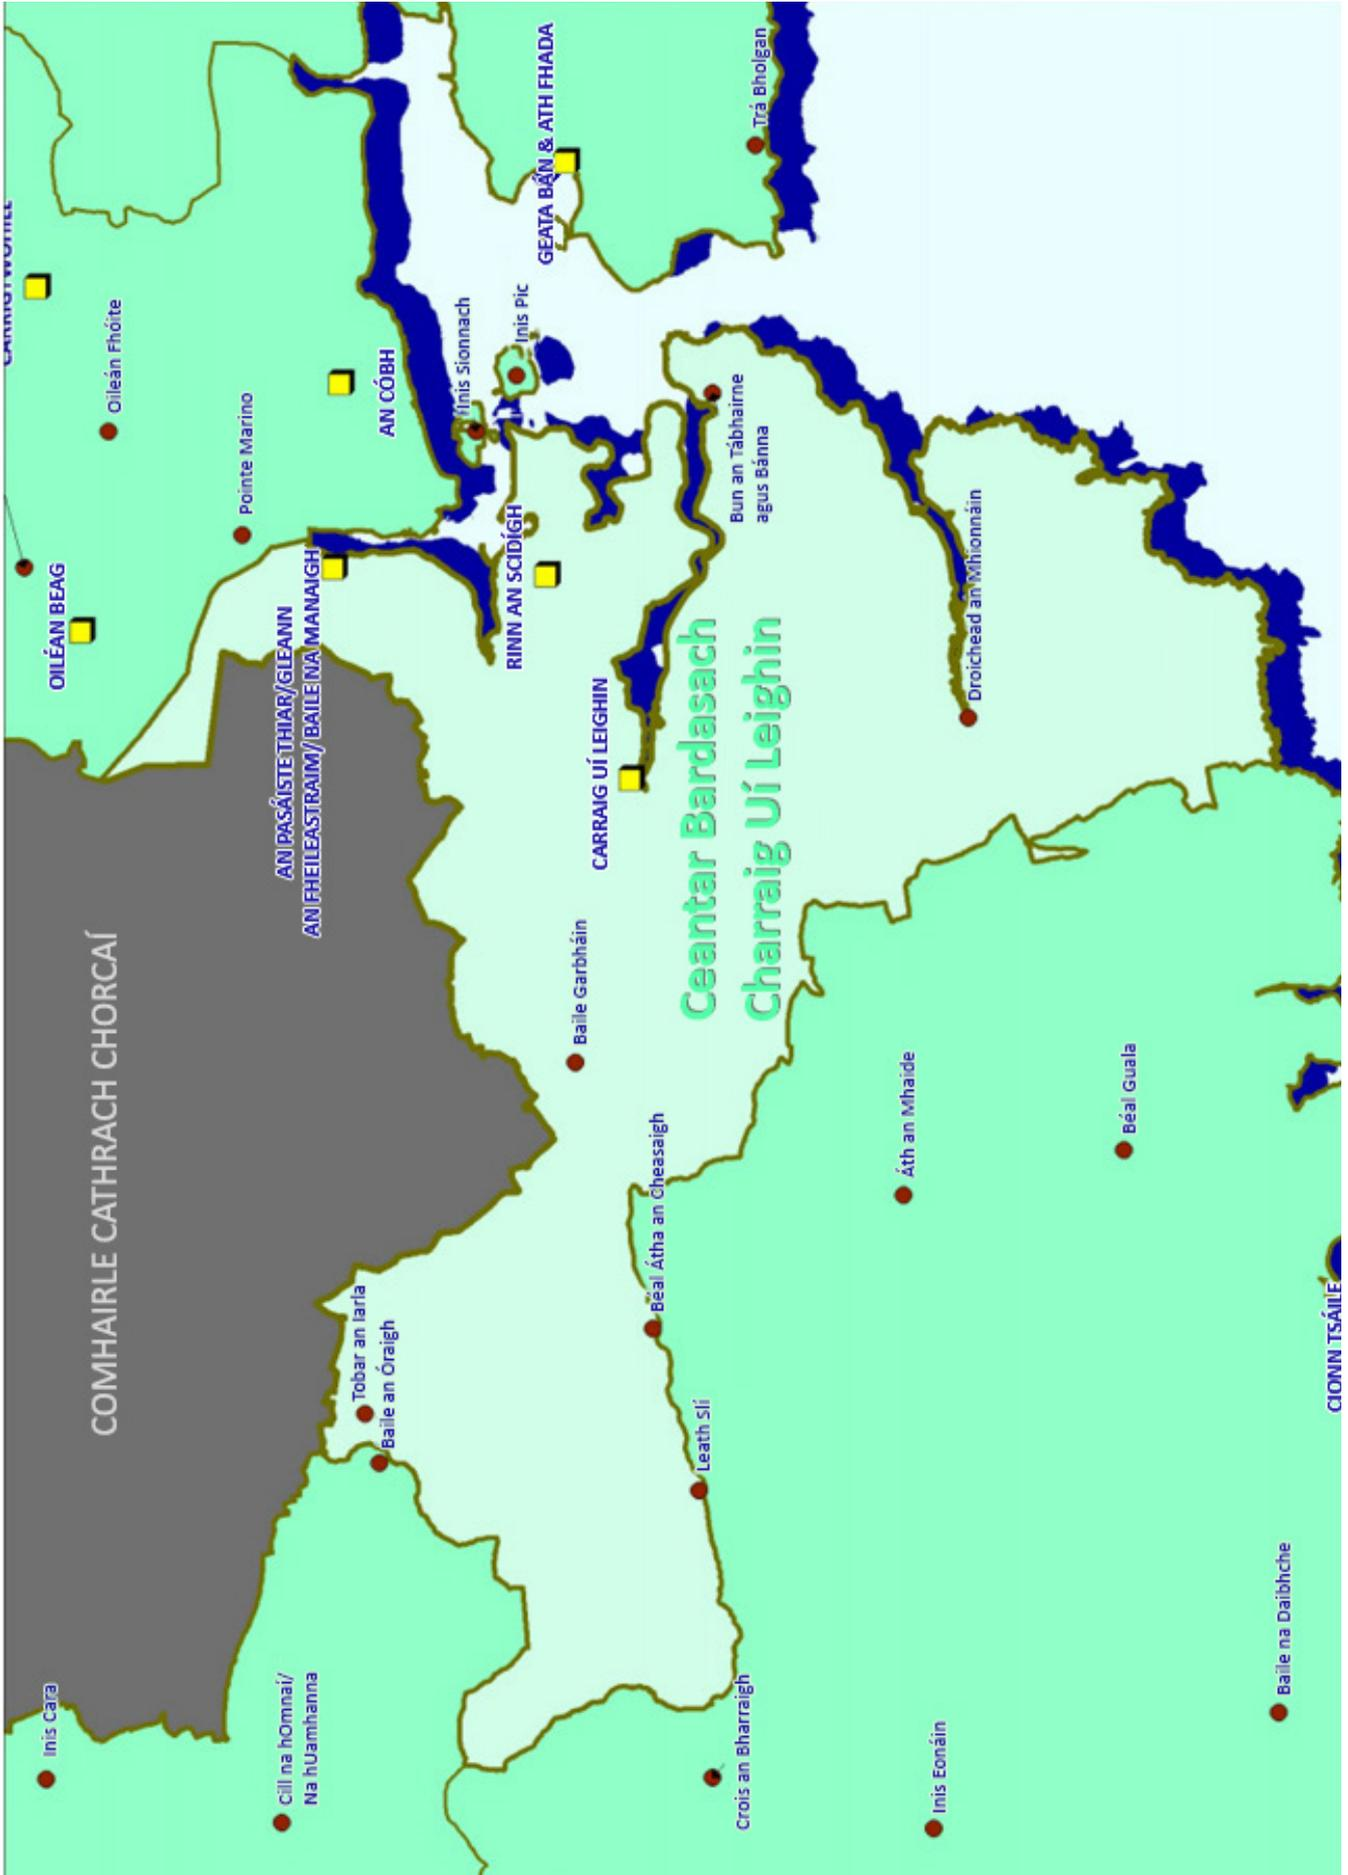 Inis Cara
OILÉAN BEAG
COMHAIRLE CATHRACH CHORCAÍ
Oileán Fhóite
Pointe Marino
Cill na hOmnaí/
Na hUamhanna
AN PASÁISTE THIAR/GLEANN
AN FHEILEASTRAIM/ BAILE NA MANAIGH
Tobar an Iarla
Baile an Óraigh
AN CÓBH
Inis Sionnach
Inis Pic
RINN AN SCIDÍGH
GEATA BÁN & ATH FHADA
Baile Garbháin
CARRAIG UÍ LEIGHIN
Béal Átha an Cheasaigh
Leath Slí
Ceantar Bardasach
Charraig Uí Leighin
Bun an Tábhairne
agus Bánna
Trá Bholgan
Crois an Bharraigh
Áth an Mhaide
Droichead an Mhionnáin
Inis Eonáin
Béal Guala
Baile na Daibhche
CIONN TSÁILE